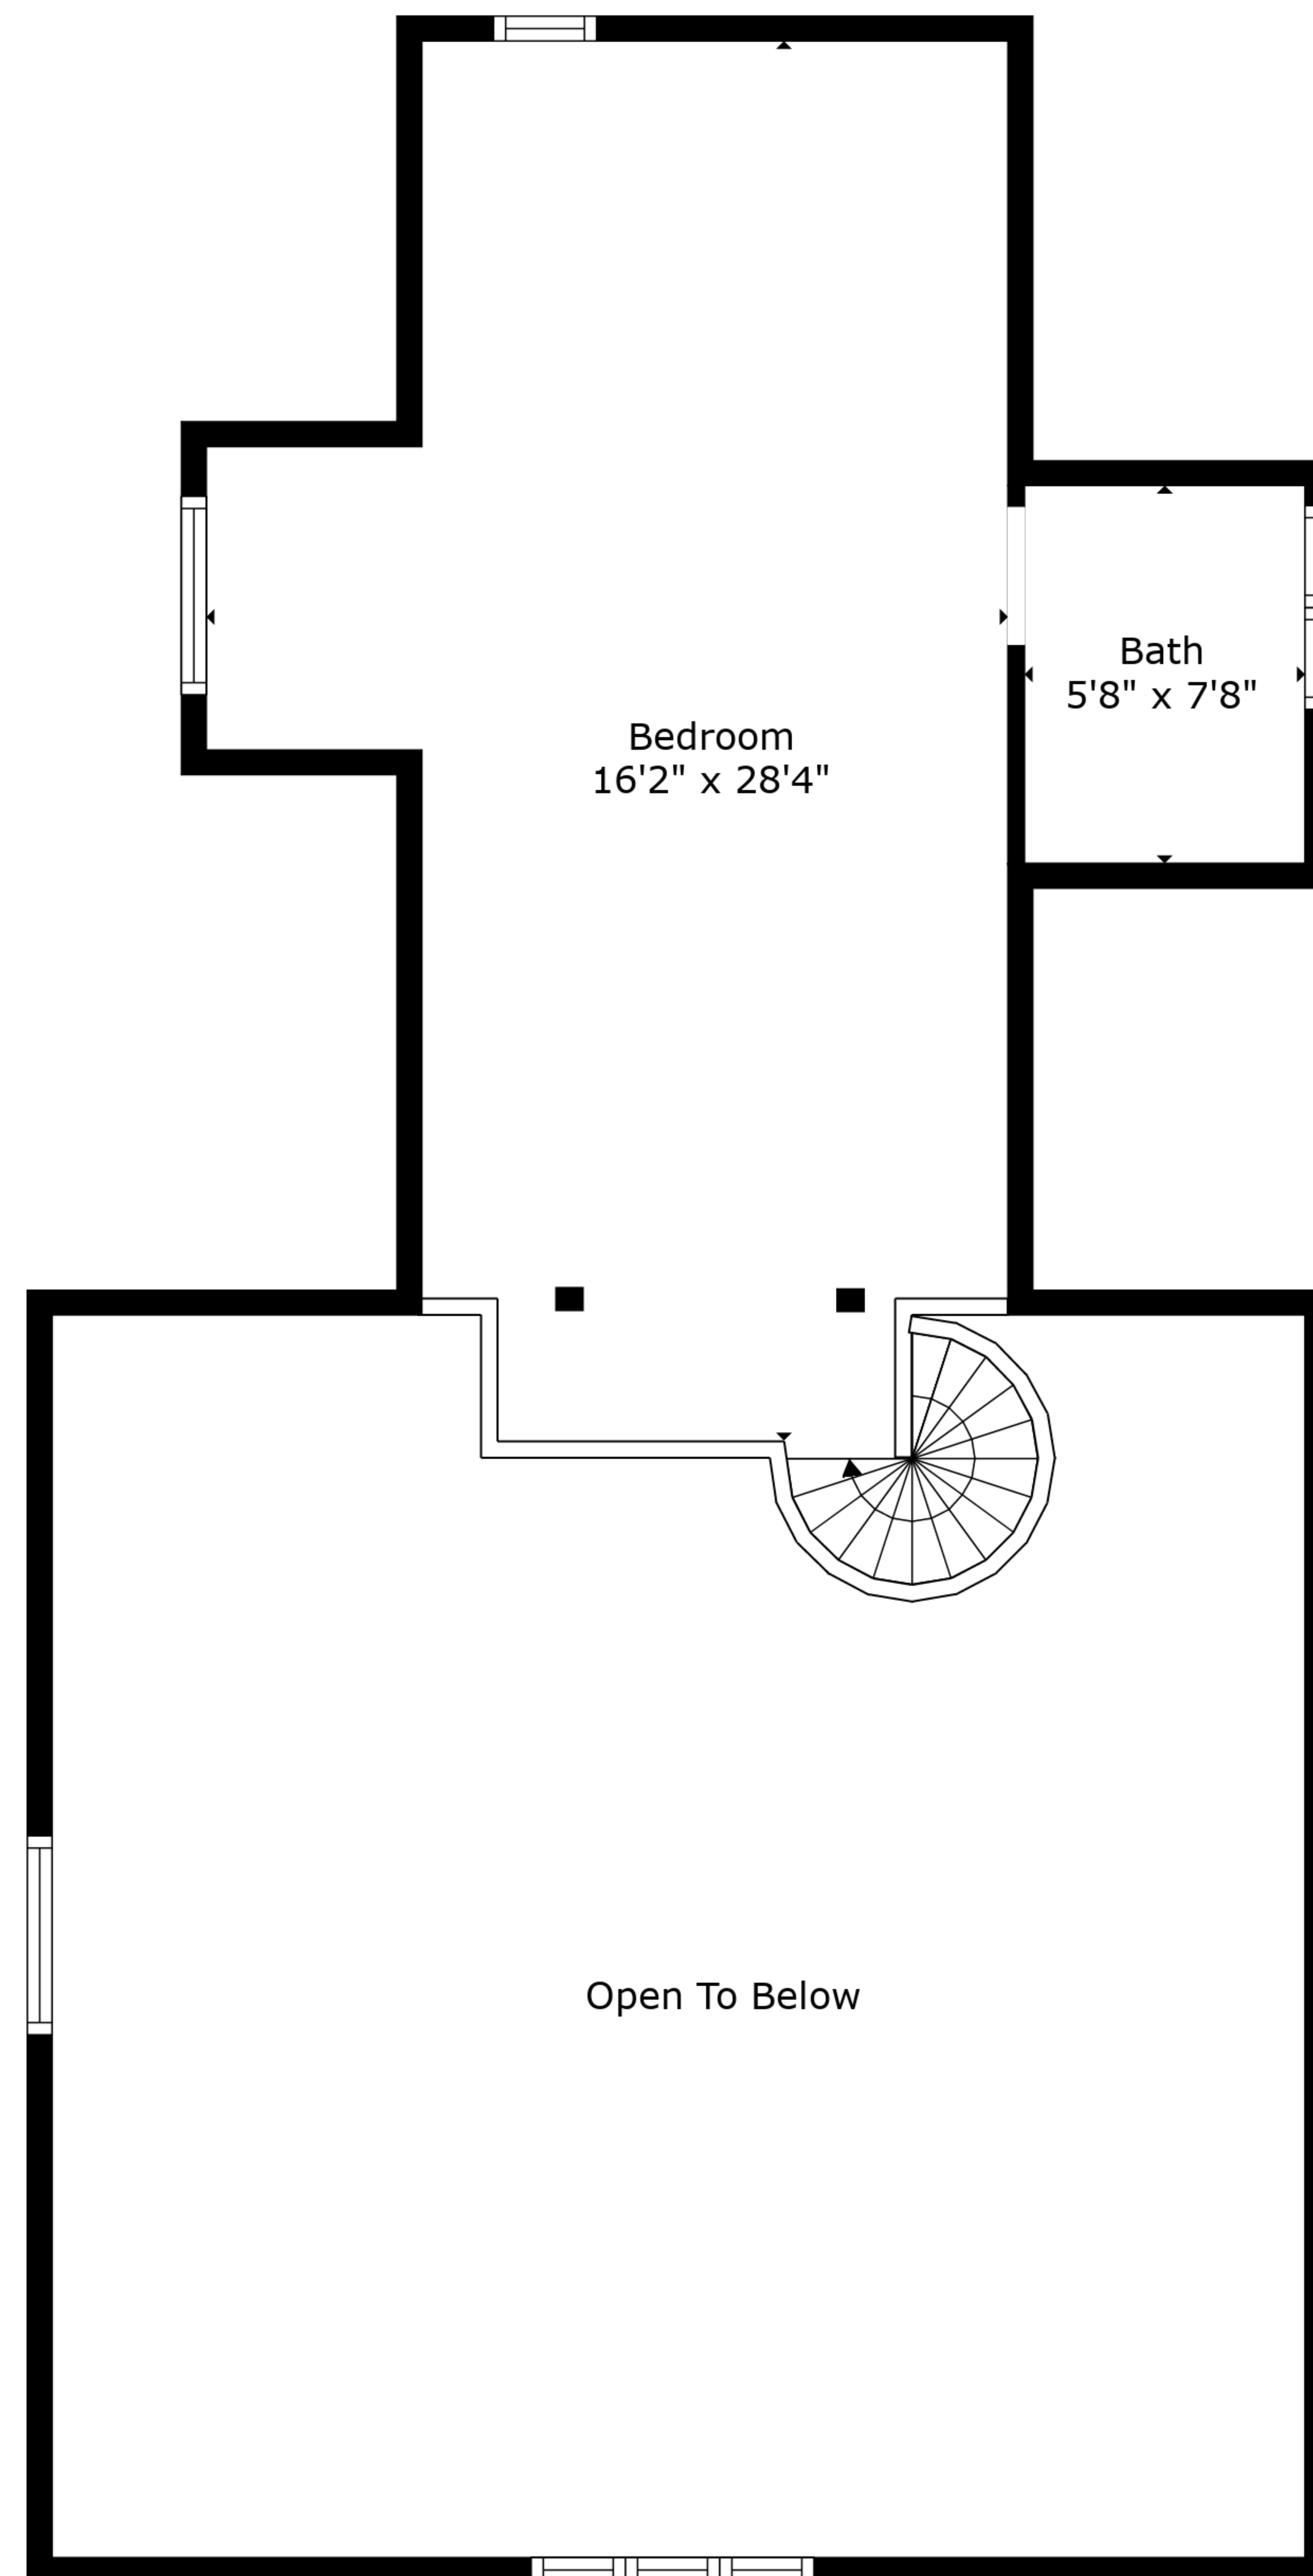 Bath
5'8" x 7'8"
Bedroom
16'2" x 28'4"
Open To Below